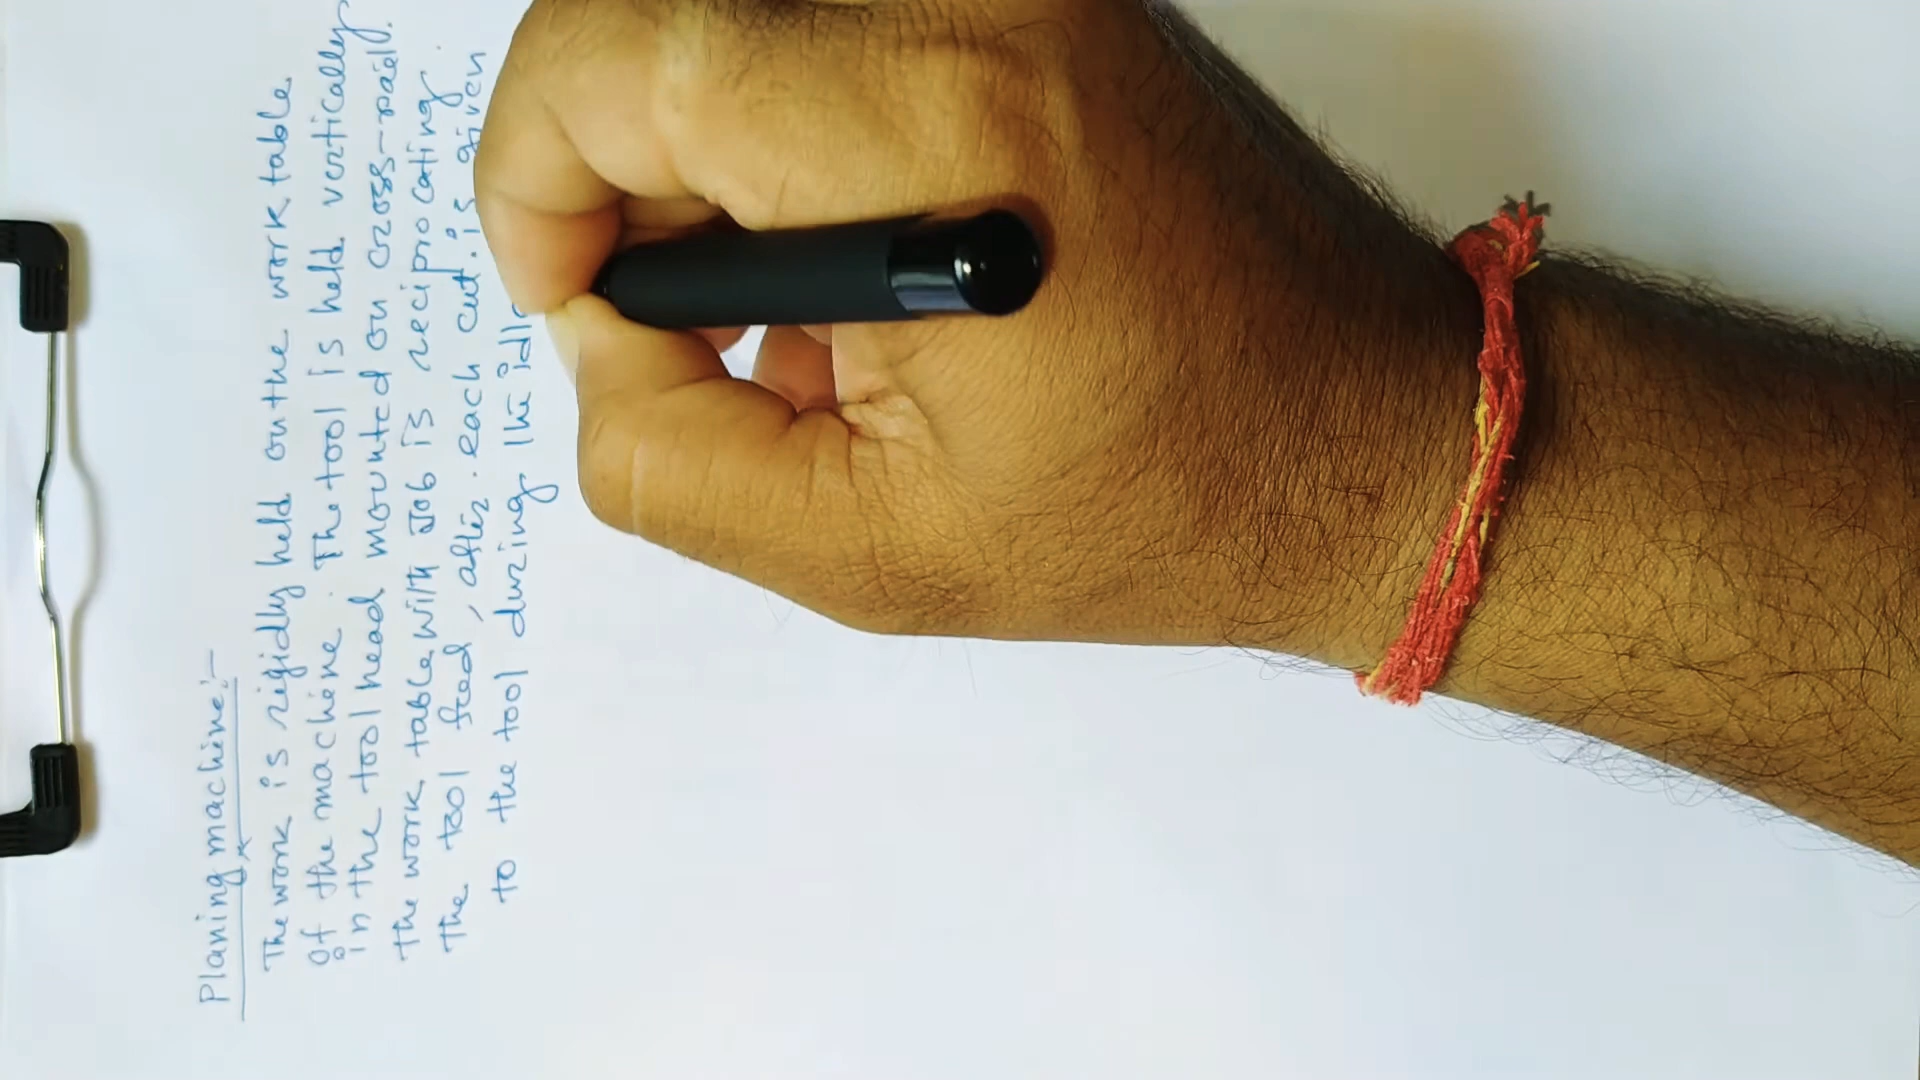 Planing machine:-
The work is rigidly held on the work table
of the machine. The tool is held vertically
in the tool head mounted on cross-rail.
the work table with Job is reciprocating.
The tool feed, after each cut is given
to the tool during the idle